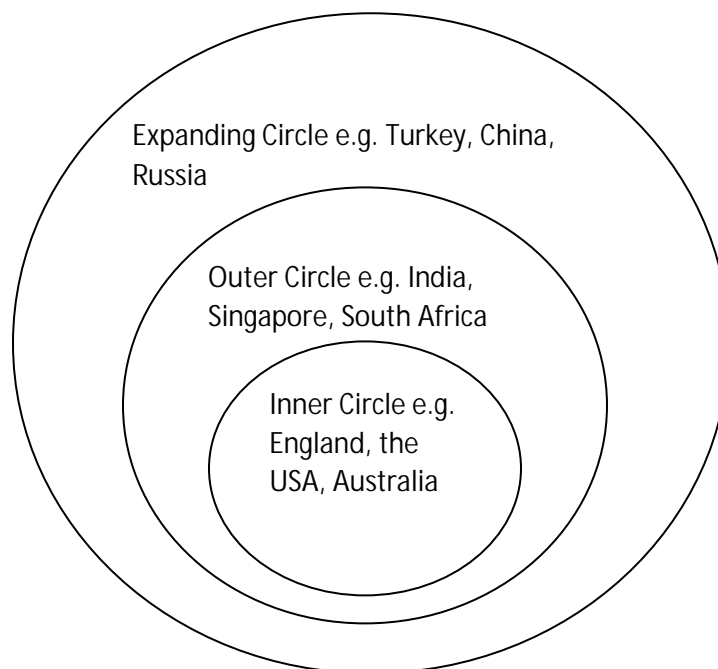 Expanding Circle e.g. Turkey, China,
Russia
Outer Circle e.g. India,
Singapore, South Africa
Inner Circle e.g.
England, the
USA, Australia